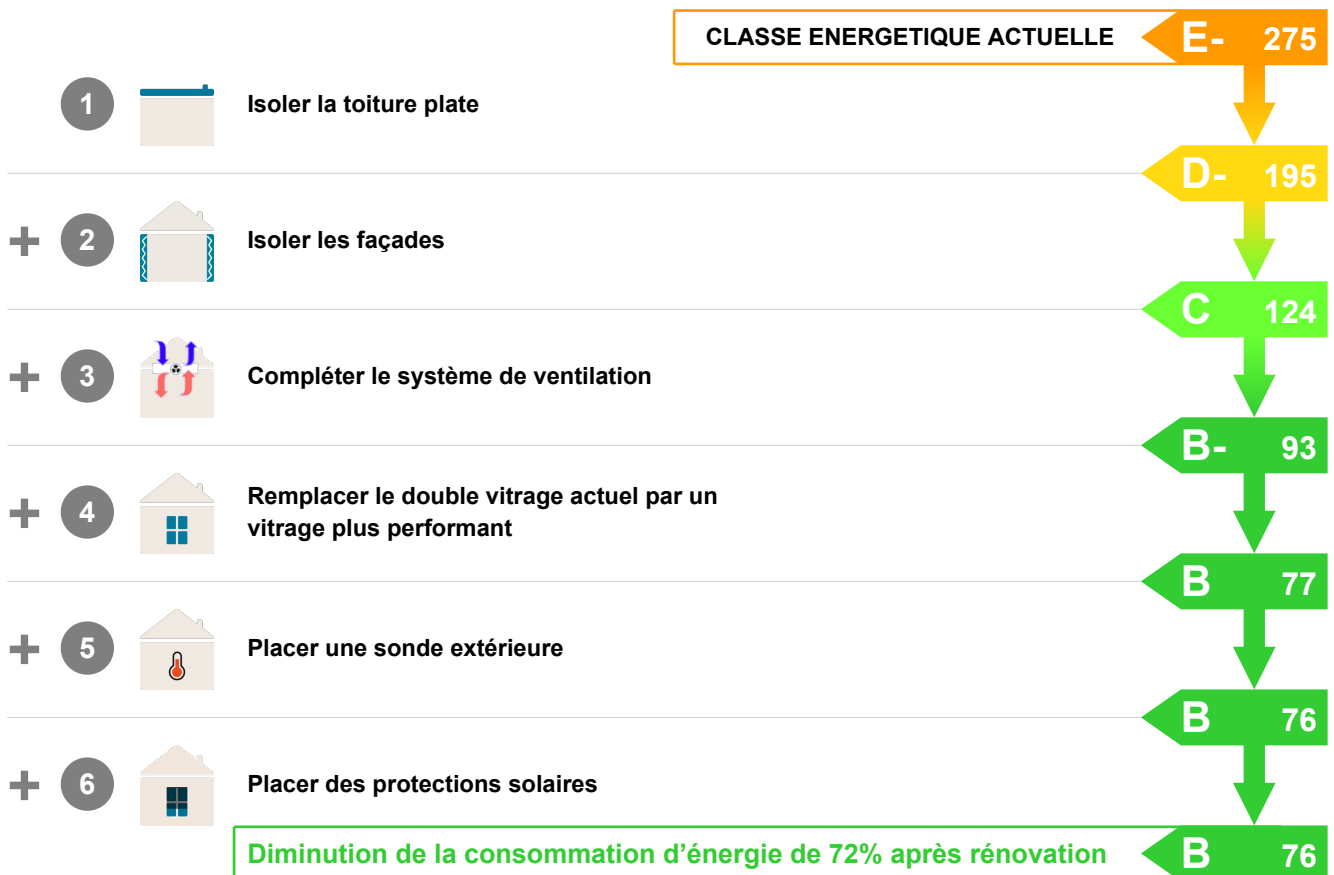 CLASSE ENERGETIQUE ACTUELLE E- 275
1 Isoler la toiture plate
D- 195
+ 2 Isoler les façades
C 124
+ 3 Compléter le système de ventilation
B- 93
+ 4 Remplacer le double vitrage actuel par un
vitrage plus performant
B 77
+ 5 Placer une sonde extérieure
B 76
+ 6 Placer des protections solaires
Diminution de la consommation d’énergie de 72% après rénovation B 76